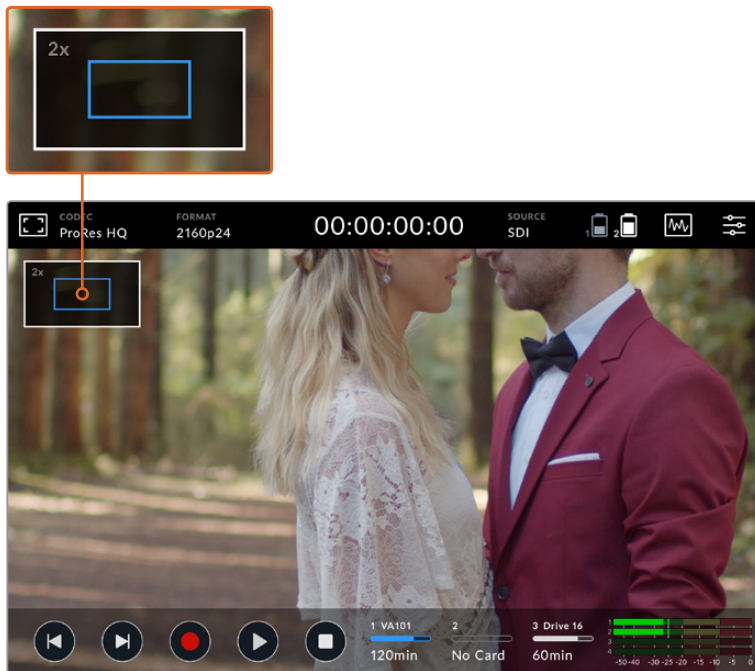 2x
CODEC
ProRes HQ
FORMAT
2160p24
00:00:00:00
SOURCE
SDI
1
2
2x
1 VA101
120min
2
No Card
3 Drive 16
60min
1
2
3
4
-50 -40 -30 -25 -20 -15 -10 -5